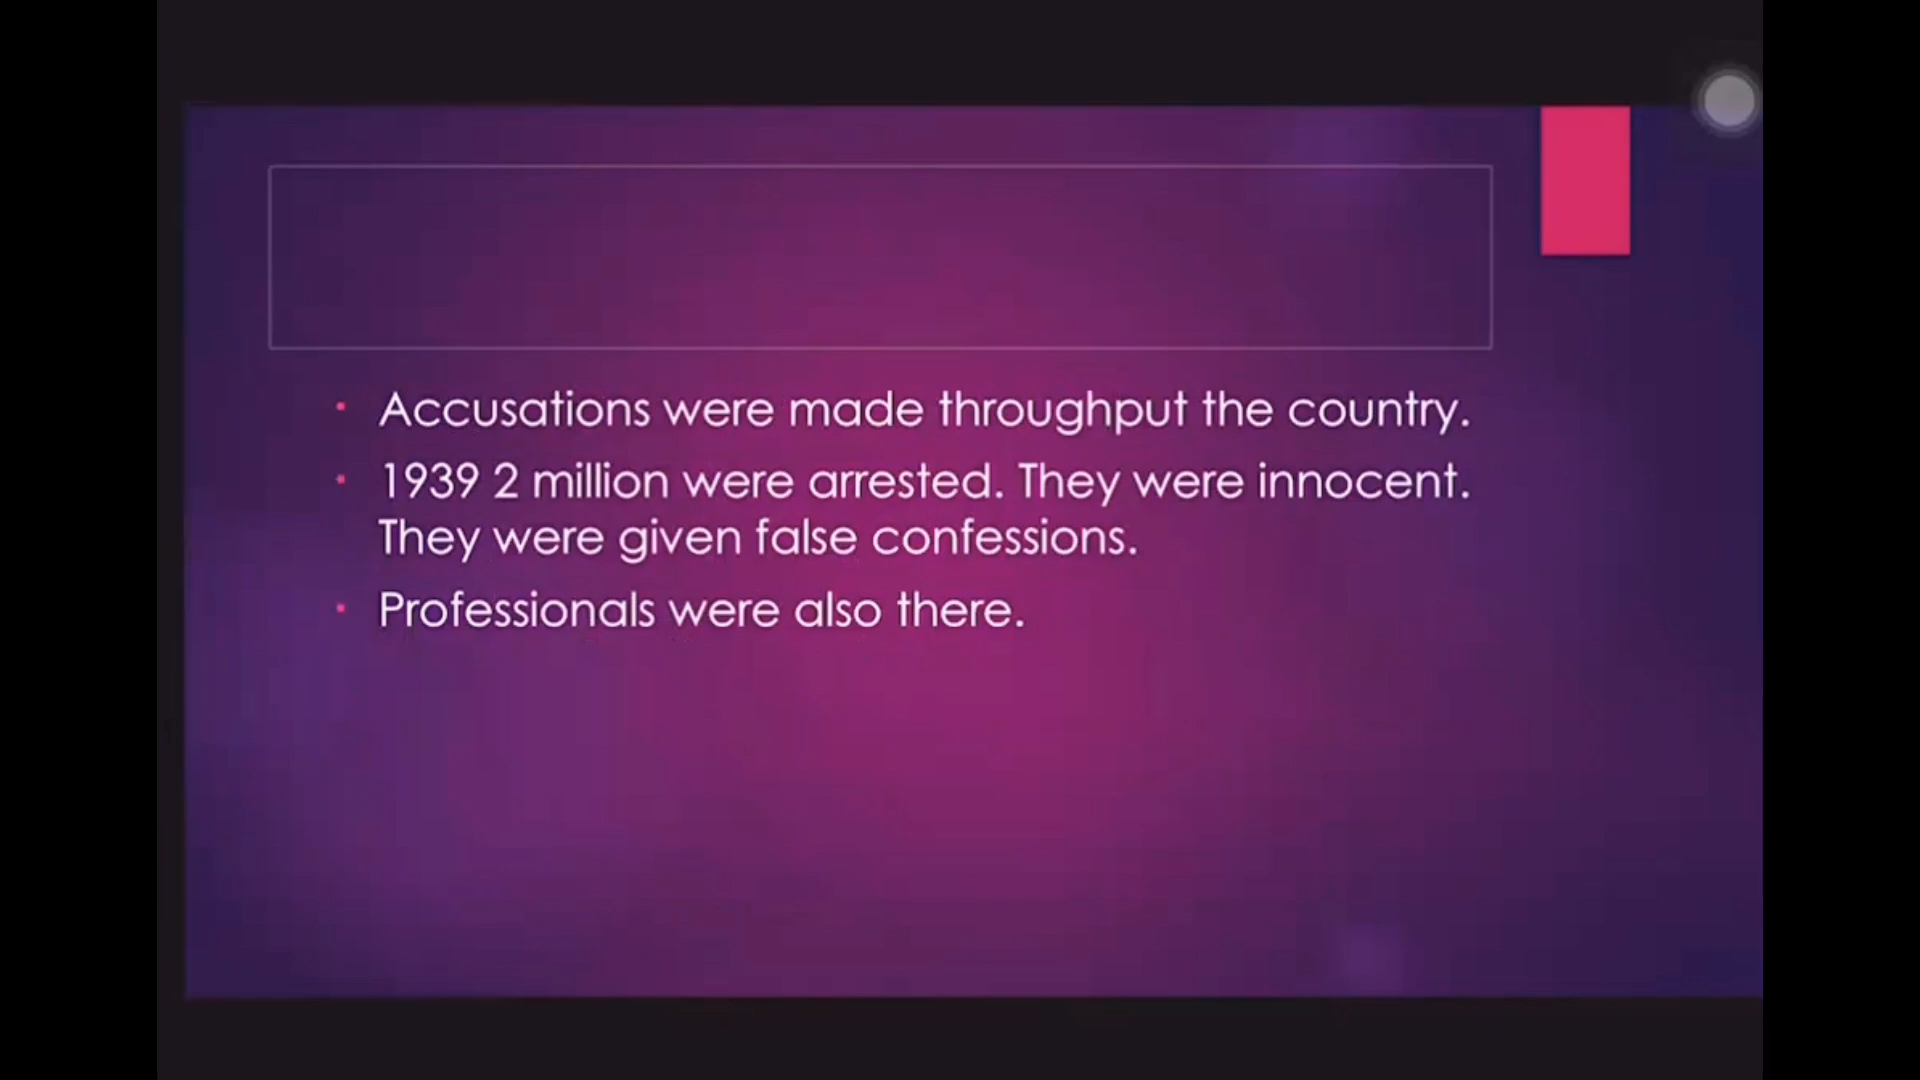 Accusations were made throughput the country.
1939 2 million were arrested. They were innocent.
They were given false confessions.
Professionals were also there.